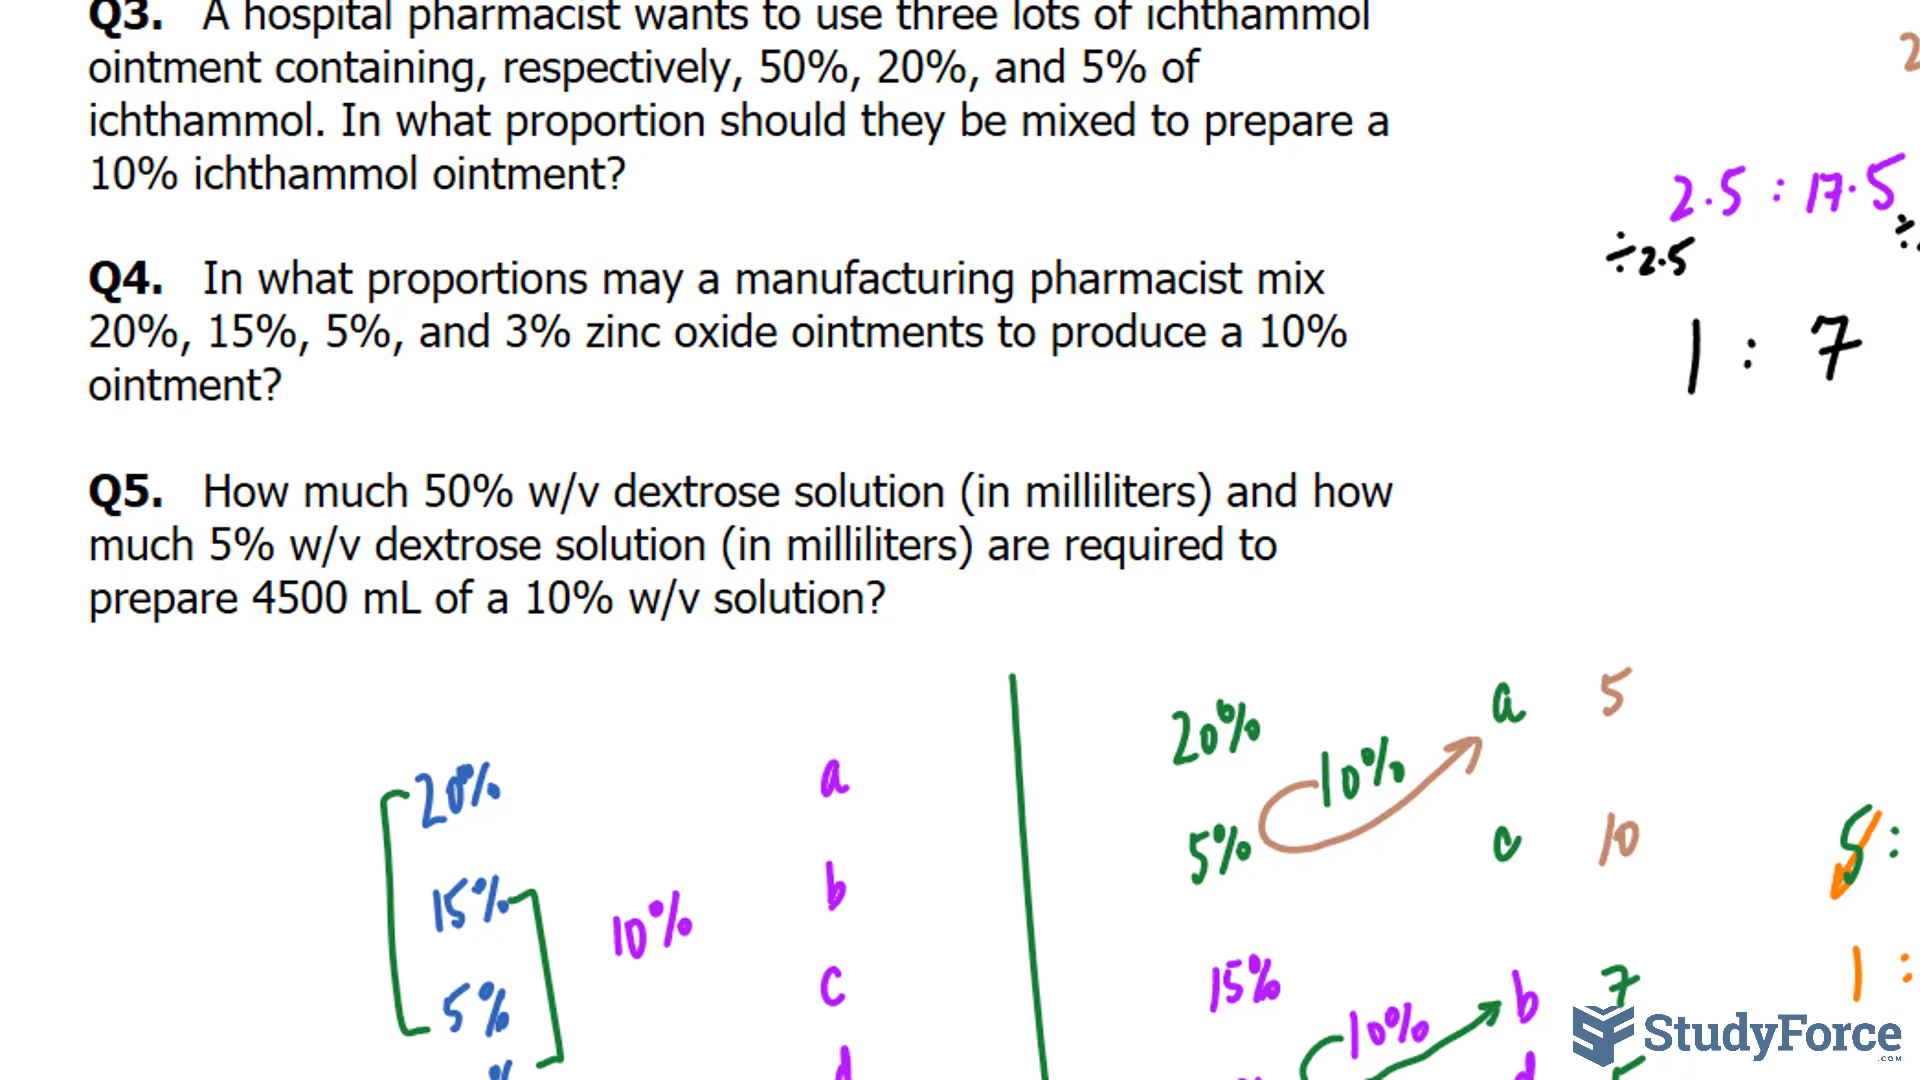 Q3. A hospital pharmacist wants to use three lots of ichthammol
ointment containing, respectively, 50%, 20%, and 5% of
ichthammol. In what proportion should they be mixed to prepare a
10% ichthammol ointment?
Q4. In what proportions may a manufacturing pharmacist mix
20%, 15%, 5%, and 3% zinc oxide ointments to produce a 10%
ointment?
Q5. How much 50% w/v dextrose solution (in milliliters) and how
much 5% w/v dextrose solution (in milliliters) are required to
prepare 4500 mL of a 10% w/v solution?
2
2.5 : 17.5
÷2.5 ÷
1 : 7
20% a
15% b
10%
5% c
% d
20% a 5
10%
5% c 10
5 :
15% b 7
10%
d 5
1 :
StudyForce
.COM